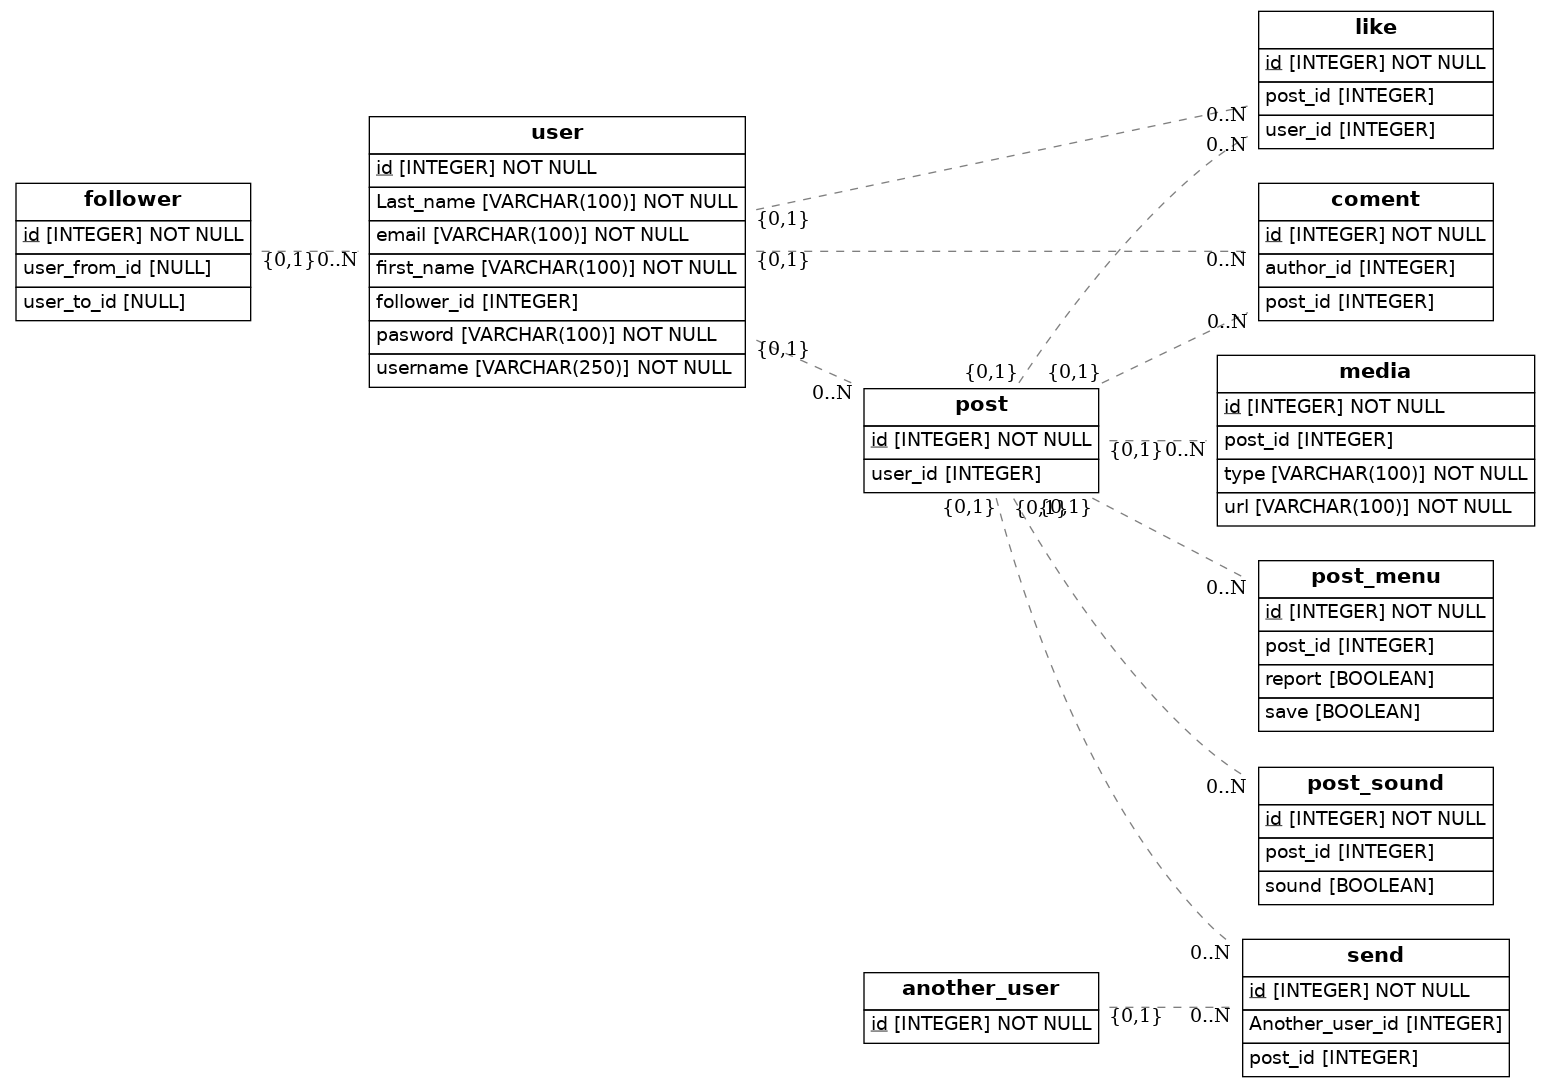 follower
id [INTEGER] NOT NULL
user_from_id [NULL]
user_to_id [NULL]
{0,1}
0..N
user
id [INTEGER] NOT NULL
Last_name [VARCHAR(100)] NOT NULL
email [VARCHAR(100)] NOT NULL
first_name [VARCHAR(100)] NOT NULL
follower_id [INTEGER]
pasword [VARCHAR(100)] NOT NULL
username [VARCHAR(250)] NOT NULL
{0,1}
0..N
{0,1}
0..N
{0,1}
0..N
like
id [INTEGER] NOT NULL
post_id [INTEGER]
user_id [INTEGER]
0..N
{0,1}
coment
id [INTEGER] NOT NULL
author_id [INTEGER]
post_id [INTEGER]
0..N
{0,1}
post
id [INTEGER] NOT NULL
user_id [INTEGER]
{0,1}
0..N
media
id [INTEGER] NOT NULL
post_id [INTEGER]
type [VARCHAR(100)] NOT NULL
url [VARCHAR(100)] NOT NULL
{0,1}
{0,1}
{0,1}
0..N
post_menu
id [INTEGER] NOT NULL
post_id [INTEGER]
report [BOOLEAN]
save [BOOLEAN]
0..N
post_sound
id [INTEGER] NOT NULL
post_id [INTEGER]
sound [BOOLEAN]
0..N
another_user
id [INTEGER] NOT NULL
{0,1}
0..N
send
id [INTEGER] NOT NULL
Another_user_id [INTEGER]
post_id [INTEGER]